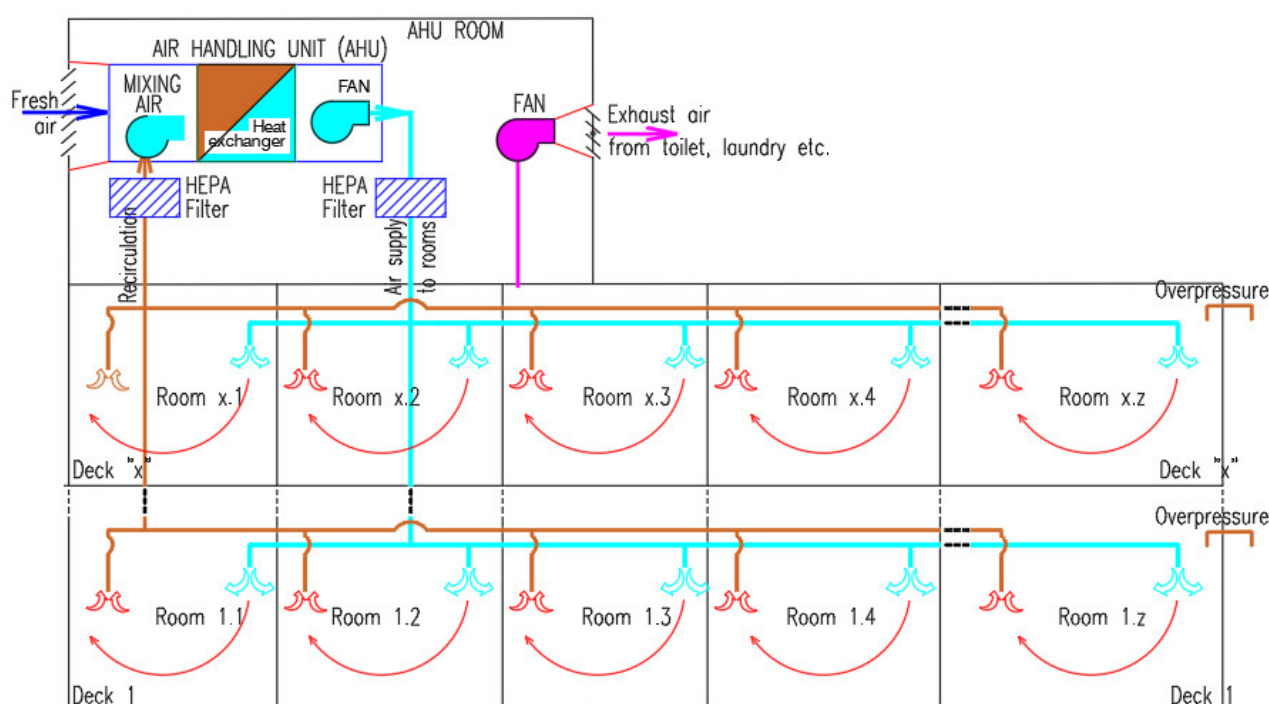 AHU ROOM
AIR HANDLING UNIT (AHU)
MIXING
AIR
FAN
Heat
exchanger
Fresh
air
FAN
Exhaust air
from toilet, laundry etc.
HEPA
Filter
HEPA
Filter
Recirculation
Air supply
to rooms
Overpressure
Room x.1
Room x.2
Room x.3
Room x.4
Room x.z
Deck "x"
Deck "x"
Overpressure
Room 1.1
Room 1.2
Room 1.3
Room 1.4
Room 1.z
Deck 1
Deck 1